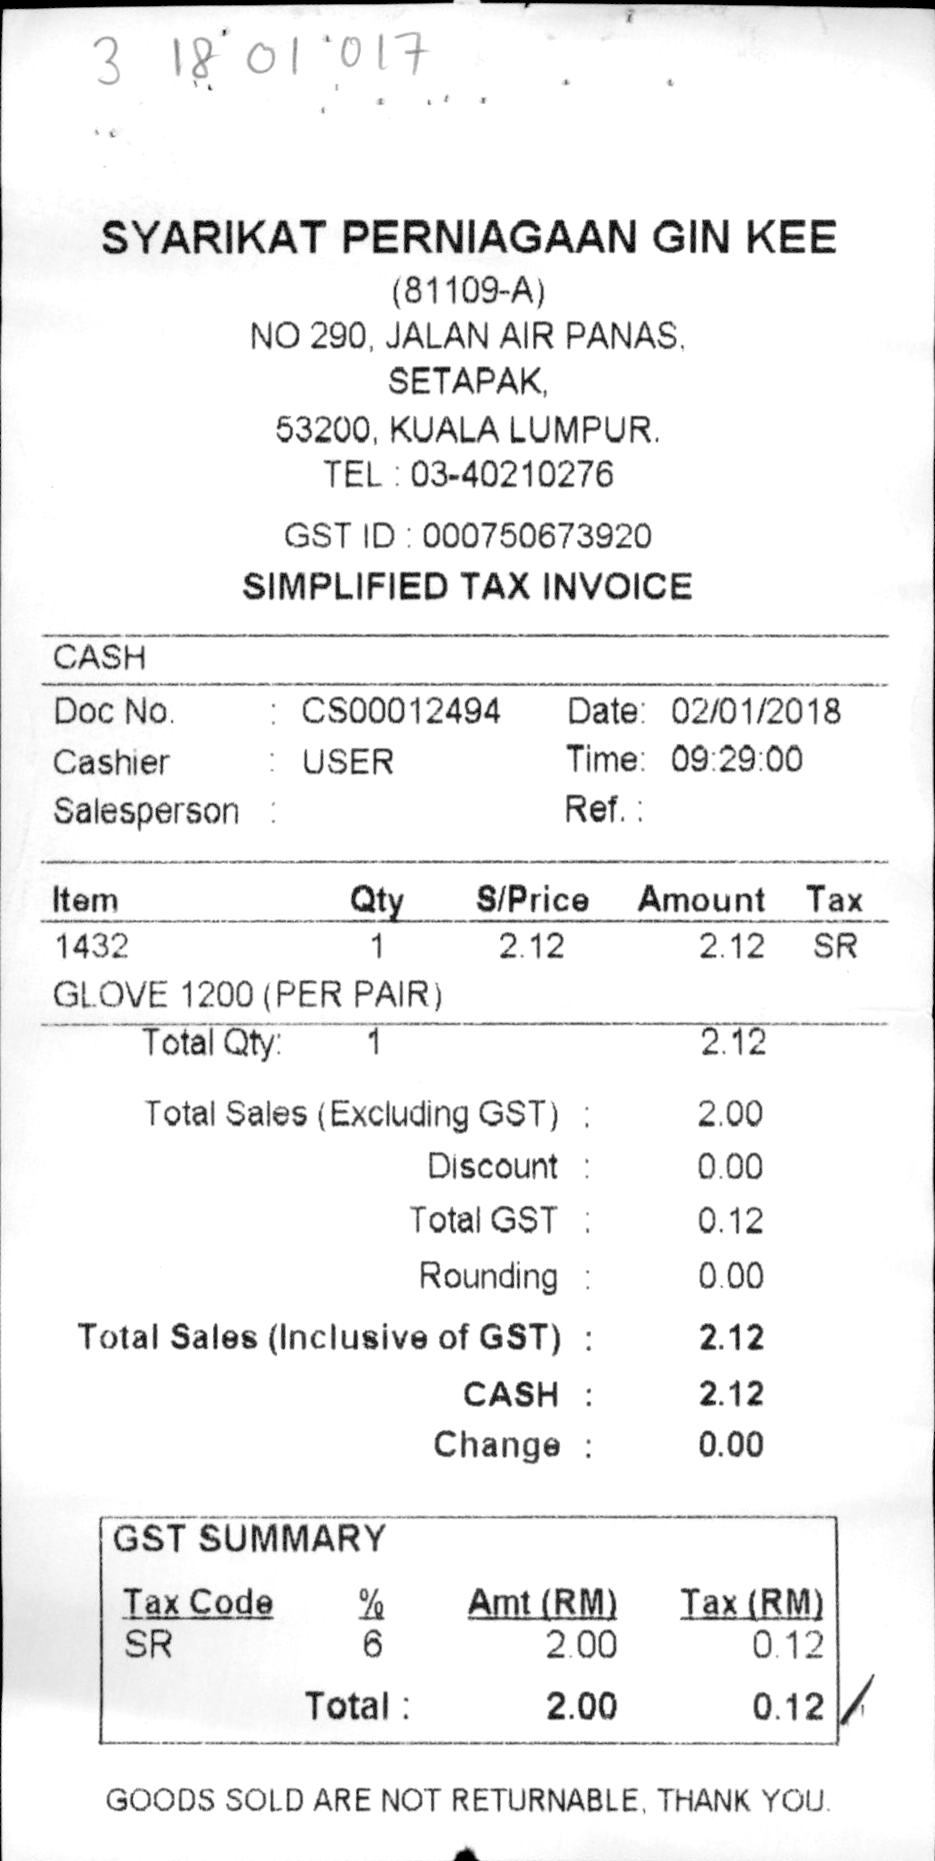 3 18 01 017
SYARIKAT PERNIAGAAN GIN KEE
(81109-A)
NO 290, JALAN AIR PANAS,
SETAPAK,
53200, KUALA LUMPUR.
TEL : 03-40210276
GST ID : 000750673920
SIMPLIFIED TAX INVOICE
CASH
Doc No. : CS00012494 Date: 02/01/2018
Cashier : USER Time: 09:29:00
Salesperson : Ref. :
Item Qty S/Price Amount Tax
1432 1 2.12 2.12 SR
GLOVE 1200 (PER PAIR)
Total Qty: 1 2.12
Total Sales (Excluding GST) : 2.00
Discount : 0.00
Total GST : 0.12
Rounding : 0.00
Total Sales (Inclusive of GST) : 2.12
CASH : 2.12
Change : 0.00
GST SUMMARY
Tax Code % Amt (RM) Tax (RM)
SR 6 2.00 0.12
Total : 2.00 0.12
GOODS SOLD ARE NOT RETURNABLE, THANK YOU.